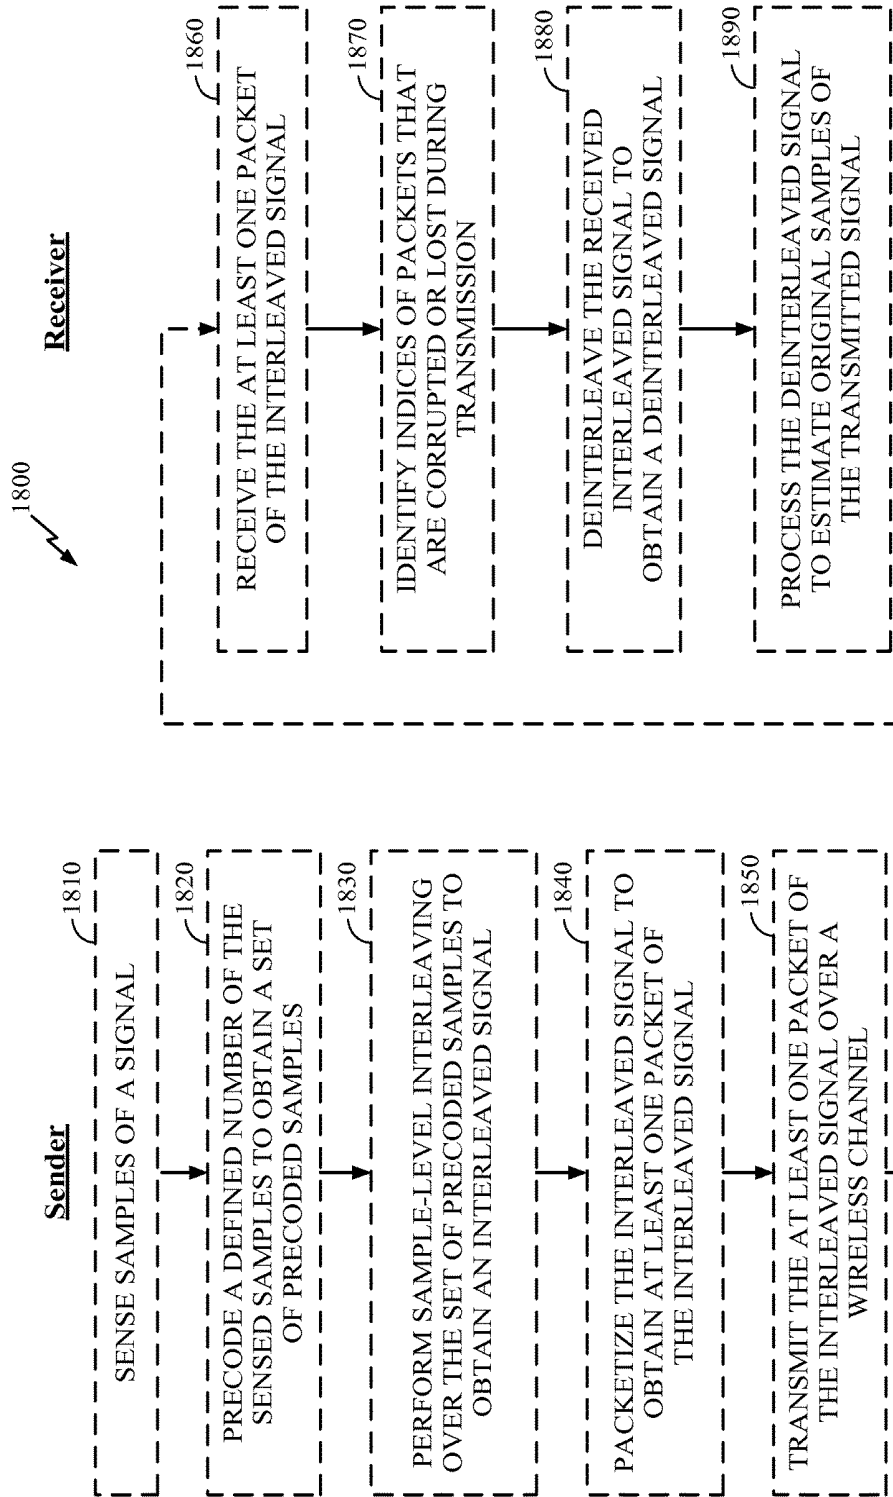 1800
Sender
1810
SENSE SAMPLES OF A SIGNAL
1820
PRECODE A DEFINED NUMBER OF THE
SENSED SAMPLES TO OBTAIN A SET
OF PRECODED SAMPLES
1830
PERFORM SAMPLE-LEVEL INTERLEAVING
OVER THE SET OF PRECODED SAMPLES TO
OBTAIN AN INTERLEAVED SIGNAL
1840
PACKETIZE THE INTERLEAVED SIGNAL TO
OBTAIN AT LEAST ONE PACKET OF
THE INTERLEAVED SIGNAL
1850
TRANSMIT THE AT LEAST ONE PACKET OF
THE INTERLEAVED SIGNAL OVER A
WIRELESS CHANNEL
Receiver
1860
RECEIVE THE AT LEAST ONE PACKET
OF THE INTERLEAVED SIGNAL
1870
IDENTIFY INDICES OF PACKETS THAT
ARE CORRUPTED OR LOST DURING
TRANSMISSION
1880
DEINTERLEAVE THE RECEIVED
INTERLEAVED SIGNAL TO
OBTAIN A DEINTERLEAVED SIGNAL
1890
PROCESS THE DEINTERLEAVED SIGNAL
TO ESTIMATE ORIGINAL SAMPLES OF
THE TRANSMITTED SIGNAL